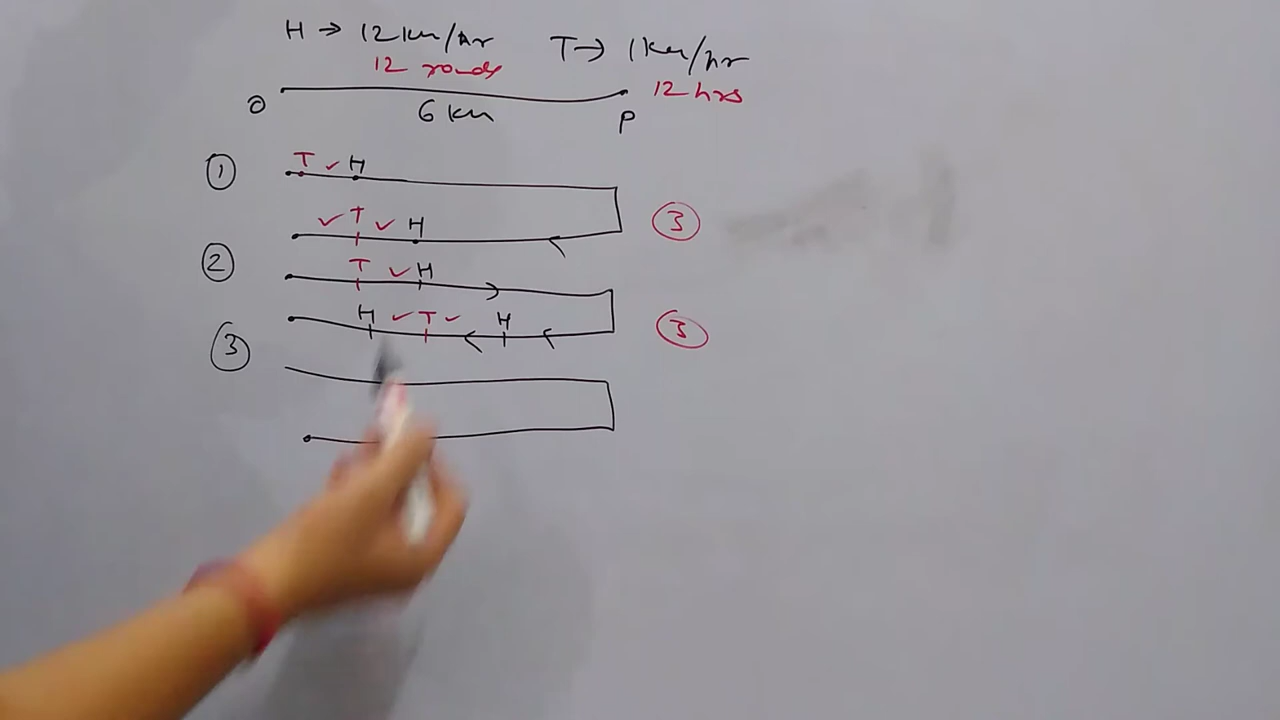 H → 12 km/hr T → 1 km/hr
12 rounds 12 hrs
O 6 km P
① T ✓ H
✓ T ✓ H ③
② T ✓ H
H ✓ T ✓ H ③
③